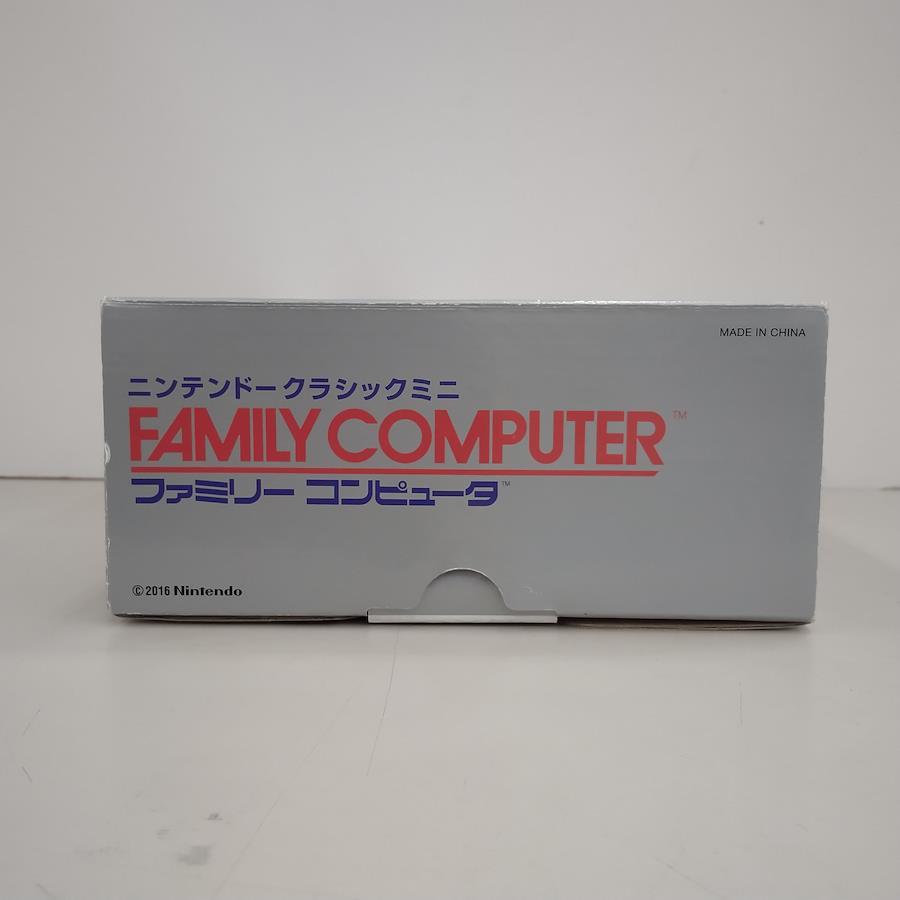 MADE IN CHINA
ニンテンドークラシックミニ
FAMILY COMPUTER™
ファミリー コンピュータ™
©2016 Nintendo